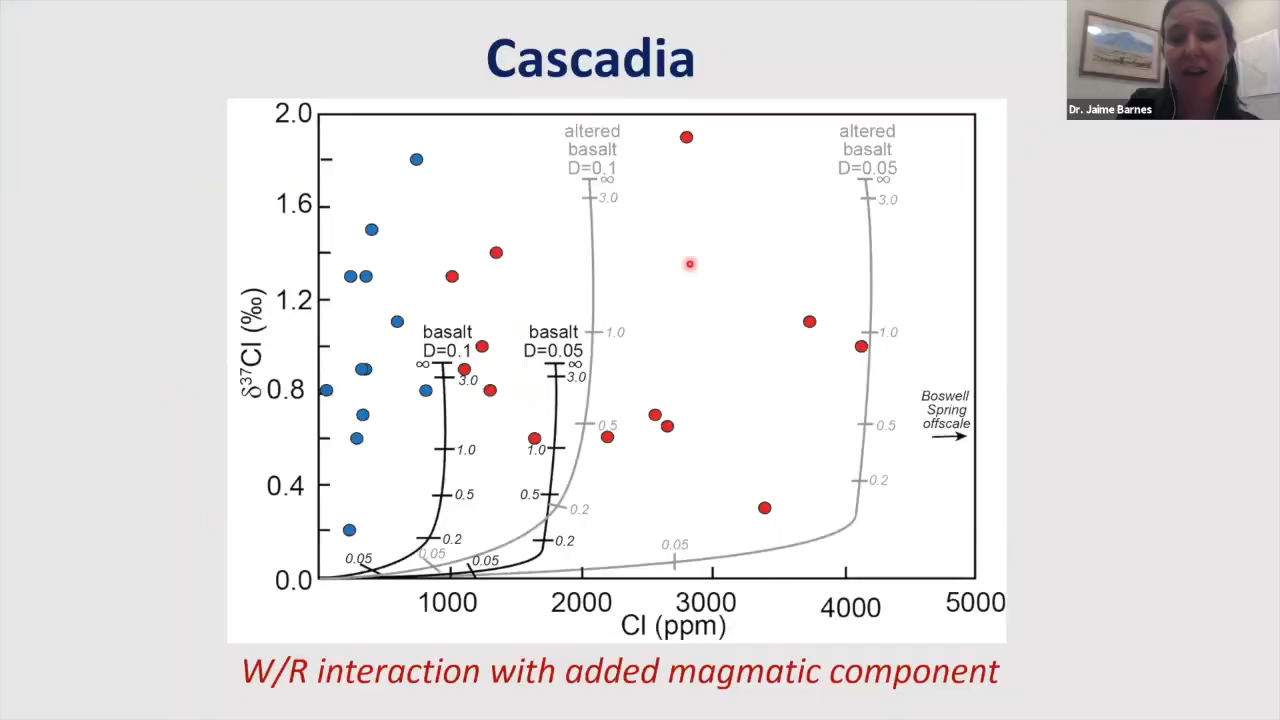 Cascadia
Dr. Jaime Barnes
2.0
1.6
1.2
0.8
0.4
0.0
δ³⁷Cl (‰)
altered
basalt
D=0.1
∞
3.0
1.0
0.5
0.2
0.05
altered
basalt
D=0.05
∞
3.0
1.0
0.5
0.2
0.05
basalt
D=0.1
∞
3.0
1.0
0.5
0.2
0.05
basalt
D=0.05
∞
3.0
1.0
0.5
0.2
0.05
Boswell
Spring
offscale
1000
2000
3000
4000
5000
Cl (ppm)
W/R interaction with added magmatic component